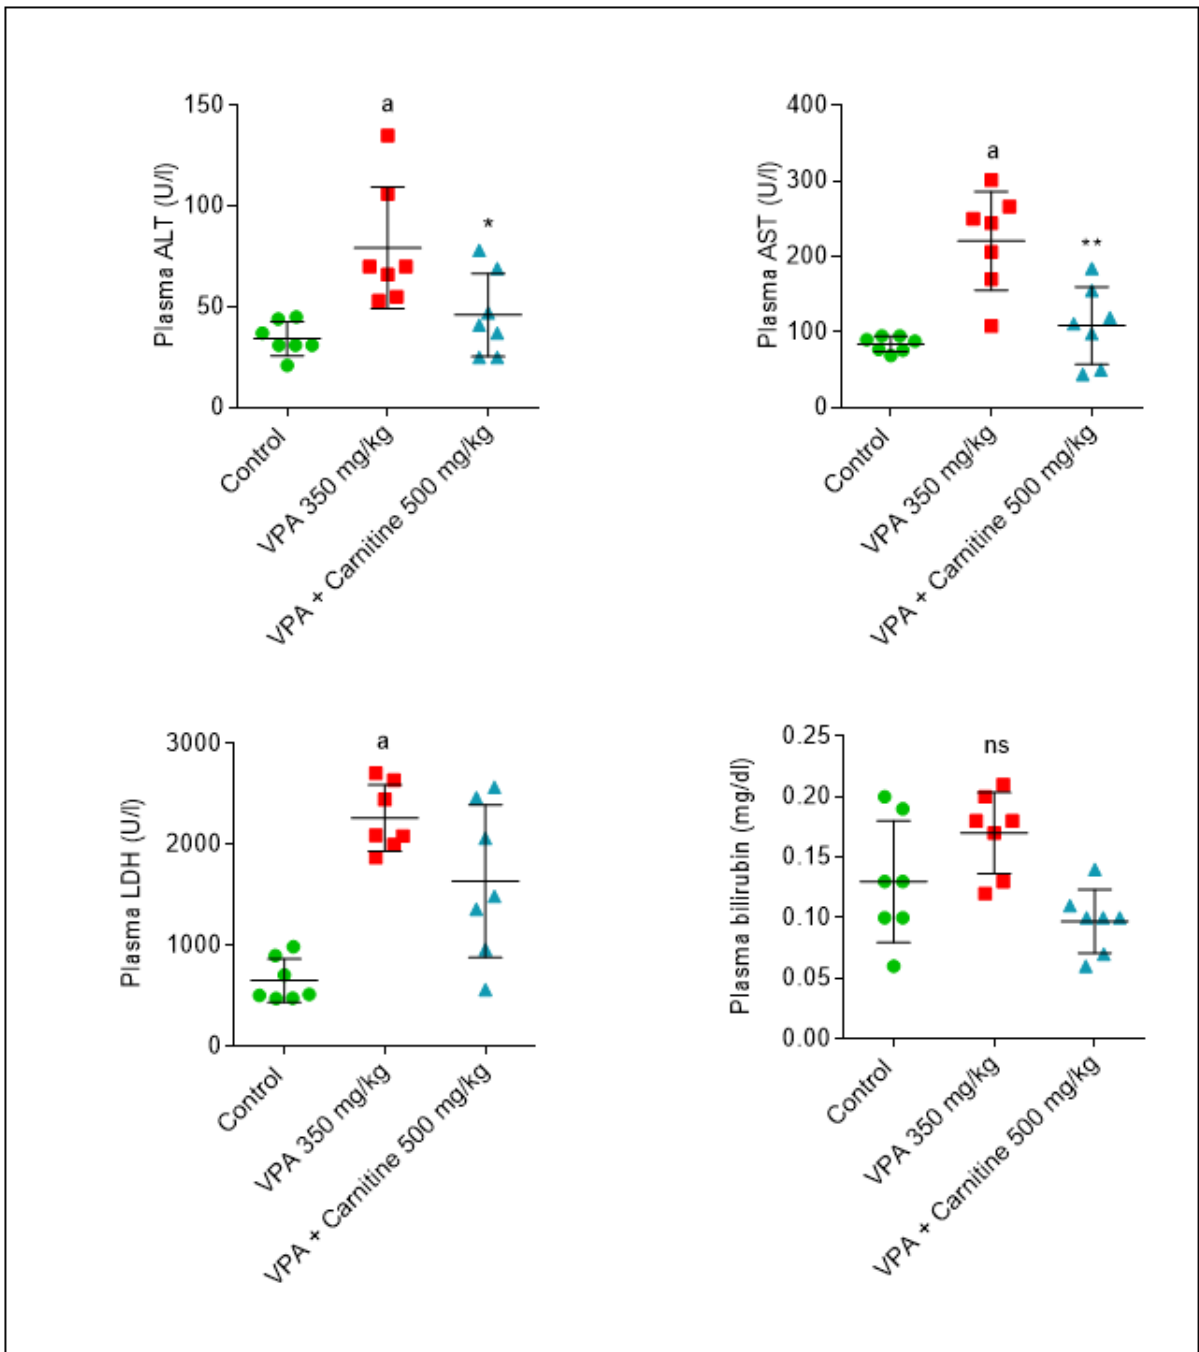 Plasma ALT (U/l)
150
100
50
0
a
*
Control
VPA 350 mg/kg
VPA + Carnitine 500 mg/kg
Plasma AST (U/l)
400
300
200
100
0
a
**
Control
VPA 350 mg/kg
VPA + Carnitine 500 mg/kg
Plasma LDH (U/l)
3000
2000
1000
0
a
Control
VPA 350 mg/kg
VPA + Carnitine 500 mg/kg
Plasma bilirubin (mg/dl)
0.25
0.20
0.15
0.10
0.05
0.00
ns
Control
VPA 350 mg/kg
VPA + Carnitine 500 mg/kg